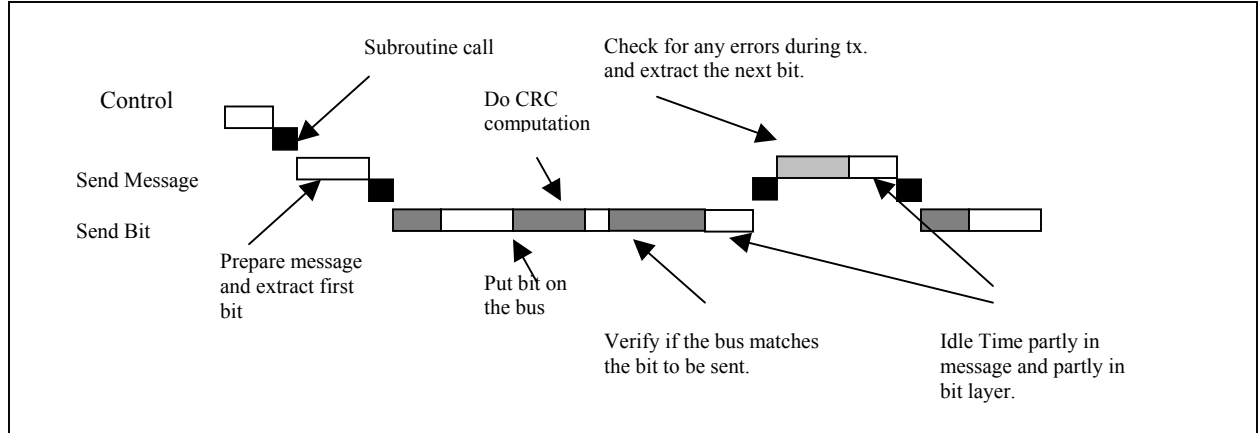 Subroutine call
Check for any errors during tx.
and extract the next bit.
Control
Do CRC
computation
Send Message
Send Bit
Prepare message
and extract first
bit
Put bit on
the bus
Verify if the bus matches
the bit to be sent.
Idle Time partly in
message and partly in
bit layer.